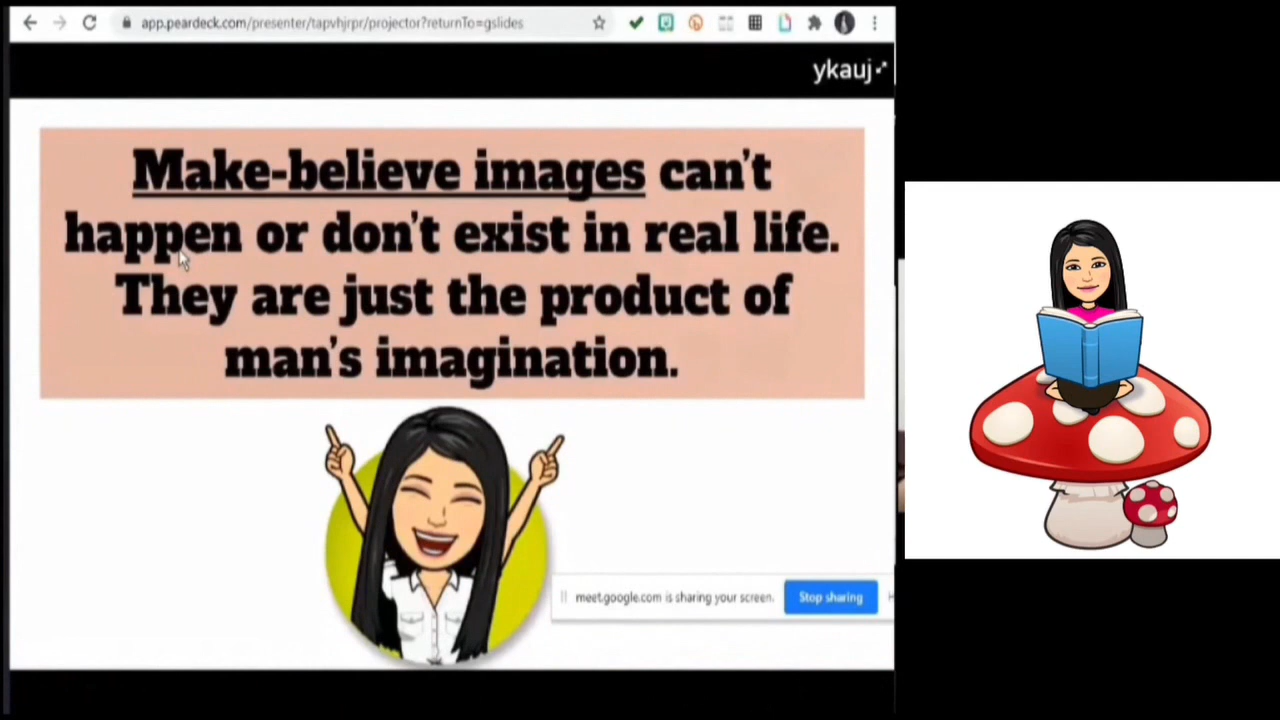 app.peardeck.com/presenter/tapvhjrpr/projector?returnTo=gslides
ykauj
Make-believe images can't
happen or don't exist in real life.
They are just the product of
man's imagination.
meet.google.com is sharing your screen.
Stop sharing